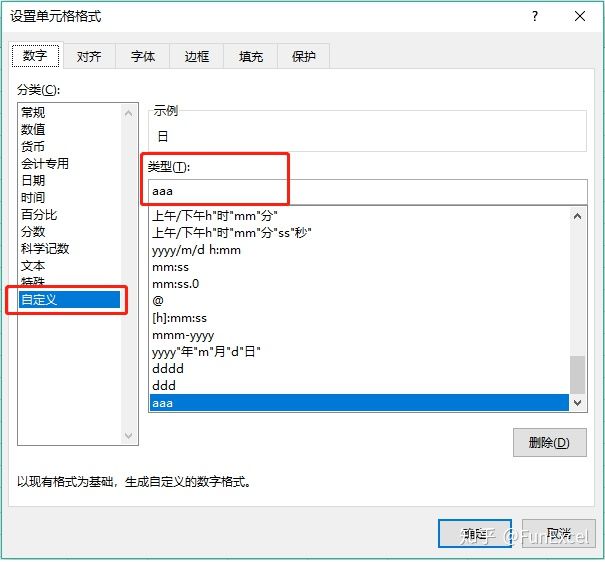 设置单元格格式
?
数字 对齐 字体 边框 填充 保护
分类(C):
常规
数值
货币
会计专用
日期
时间
百分比
分数
科学记数
文本
特殊
自定义
示例
日
类型(T):
aaa
上午/下午h"时"mm"分"
上午/下午h"时"mm"分"ss"秒"
yyyy/m/d h:mm
mm:ss
mm:ss.0
@
[h]:mm:ss
mmm-yyyy
yyyy"年"m"月"d"日"
dddd
ddd
aaa
删除(D)
以现有格式为基础，生成自定义的数字格式。
确定 取消
知乎 @FunExcel